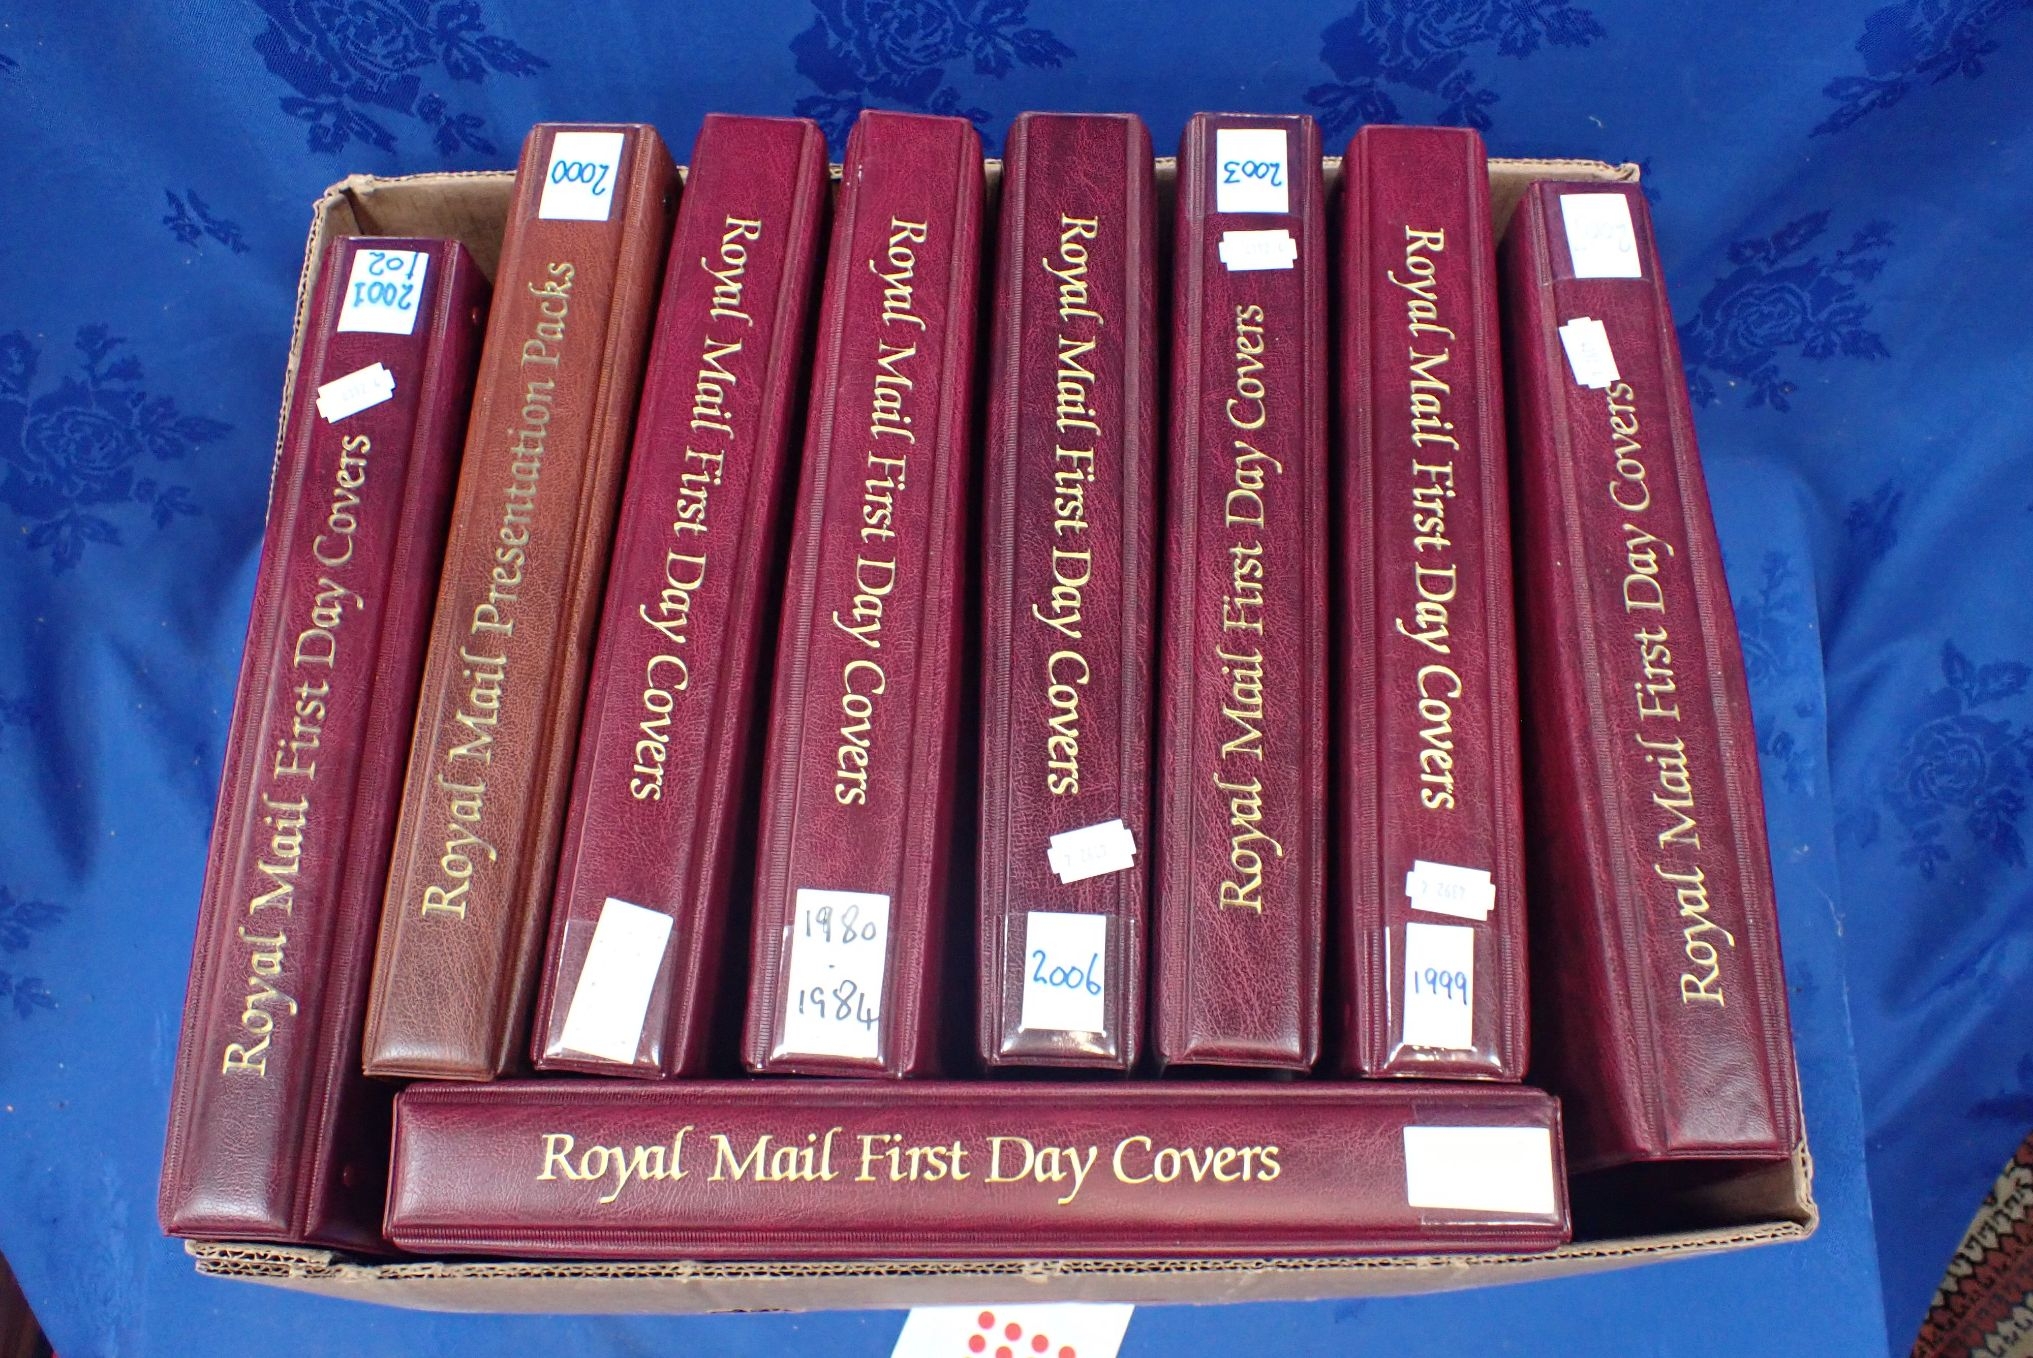 2001
to2
Royal Mail First Day Covers
2000
Royal Mail Presentation Packs
Royal Mail First Day Covers
Royal Mail First Day Covers
1980
-
1984
Royal Mail First Day Covers
2006
2003
Royal Mail First Day Covers
Royal Mail First Day Covers
1999
Royal Mail First Day Covers
Royal Mail First Day Covers